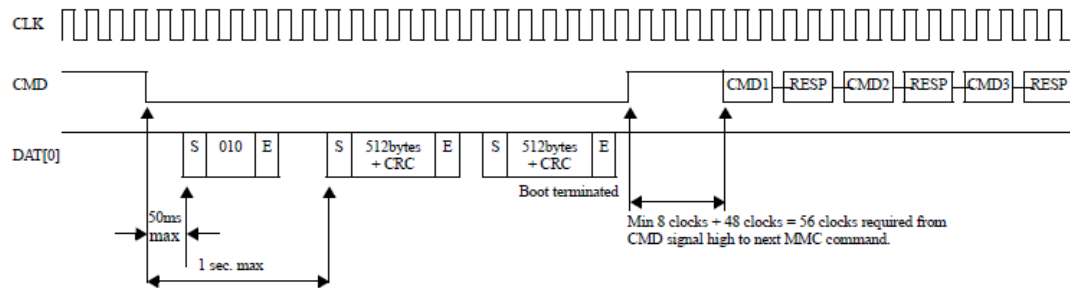 CLK
CMD
CMD1 RESP CMD2 RESP CMD3 RESP
DAT[0]
S 010 E S 512bytes + CRC E S 512bytes + CRC E
Boot terminated
50ms
max
Min 8 clocks + 48 clocks = 56 clocks required from
CMD signal high to next MMC command.
1 sec. max